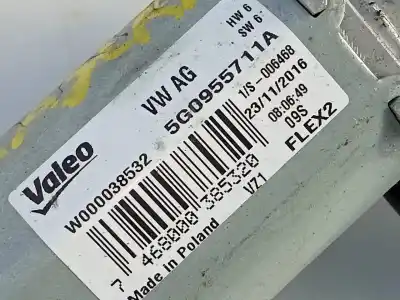 HW 6
SW 6
VW AG
5G0955711A
Valeo
W000038532
1/S-006468
23/11/2016
08:06:49
09S
FLEX2
7 468000 385320
VZ1
Made in Poland